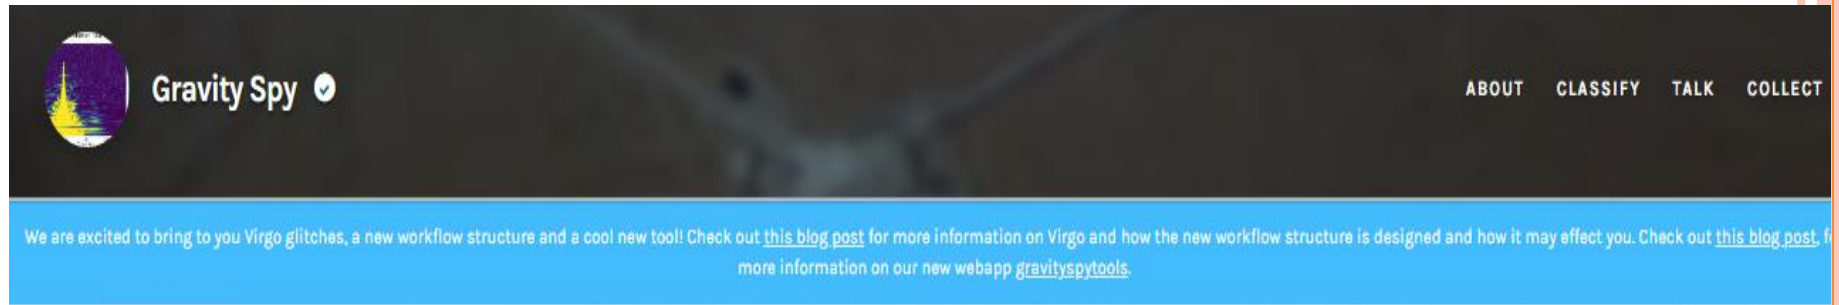 Gravity Spy
ABOUT CLASSIFY TALK COLLECT
We are excited to bring to you Virgo glitches, a new workflow structure and a cool new tool! Check out this blog post for more information on Virgo and how the new workflow structure is designed and how it may effect you. Check out this blog post,
more information on our new webapp gravityspytools.